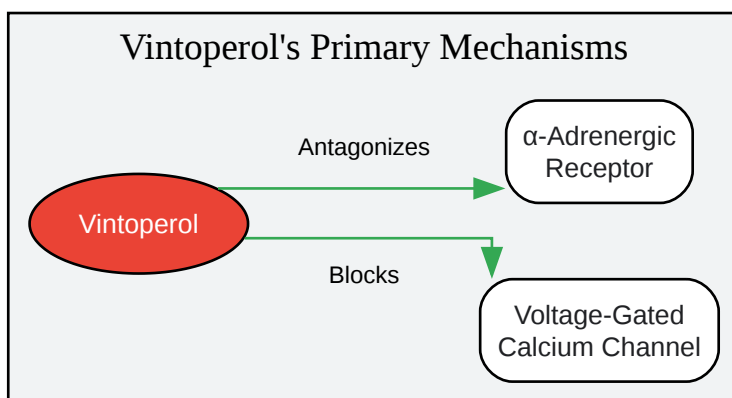 Vintoperol's Primary Mechanisms
Antagonizes
α-Adrenergic
Receptor
Vintoperol
Blocks
Voltage-Gated
Calcium Channel